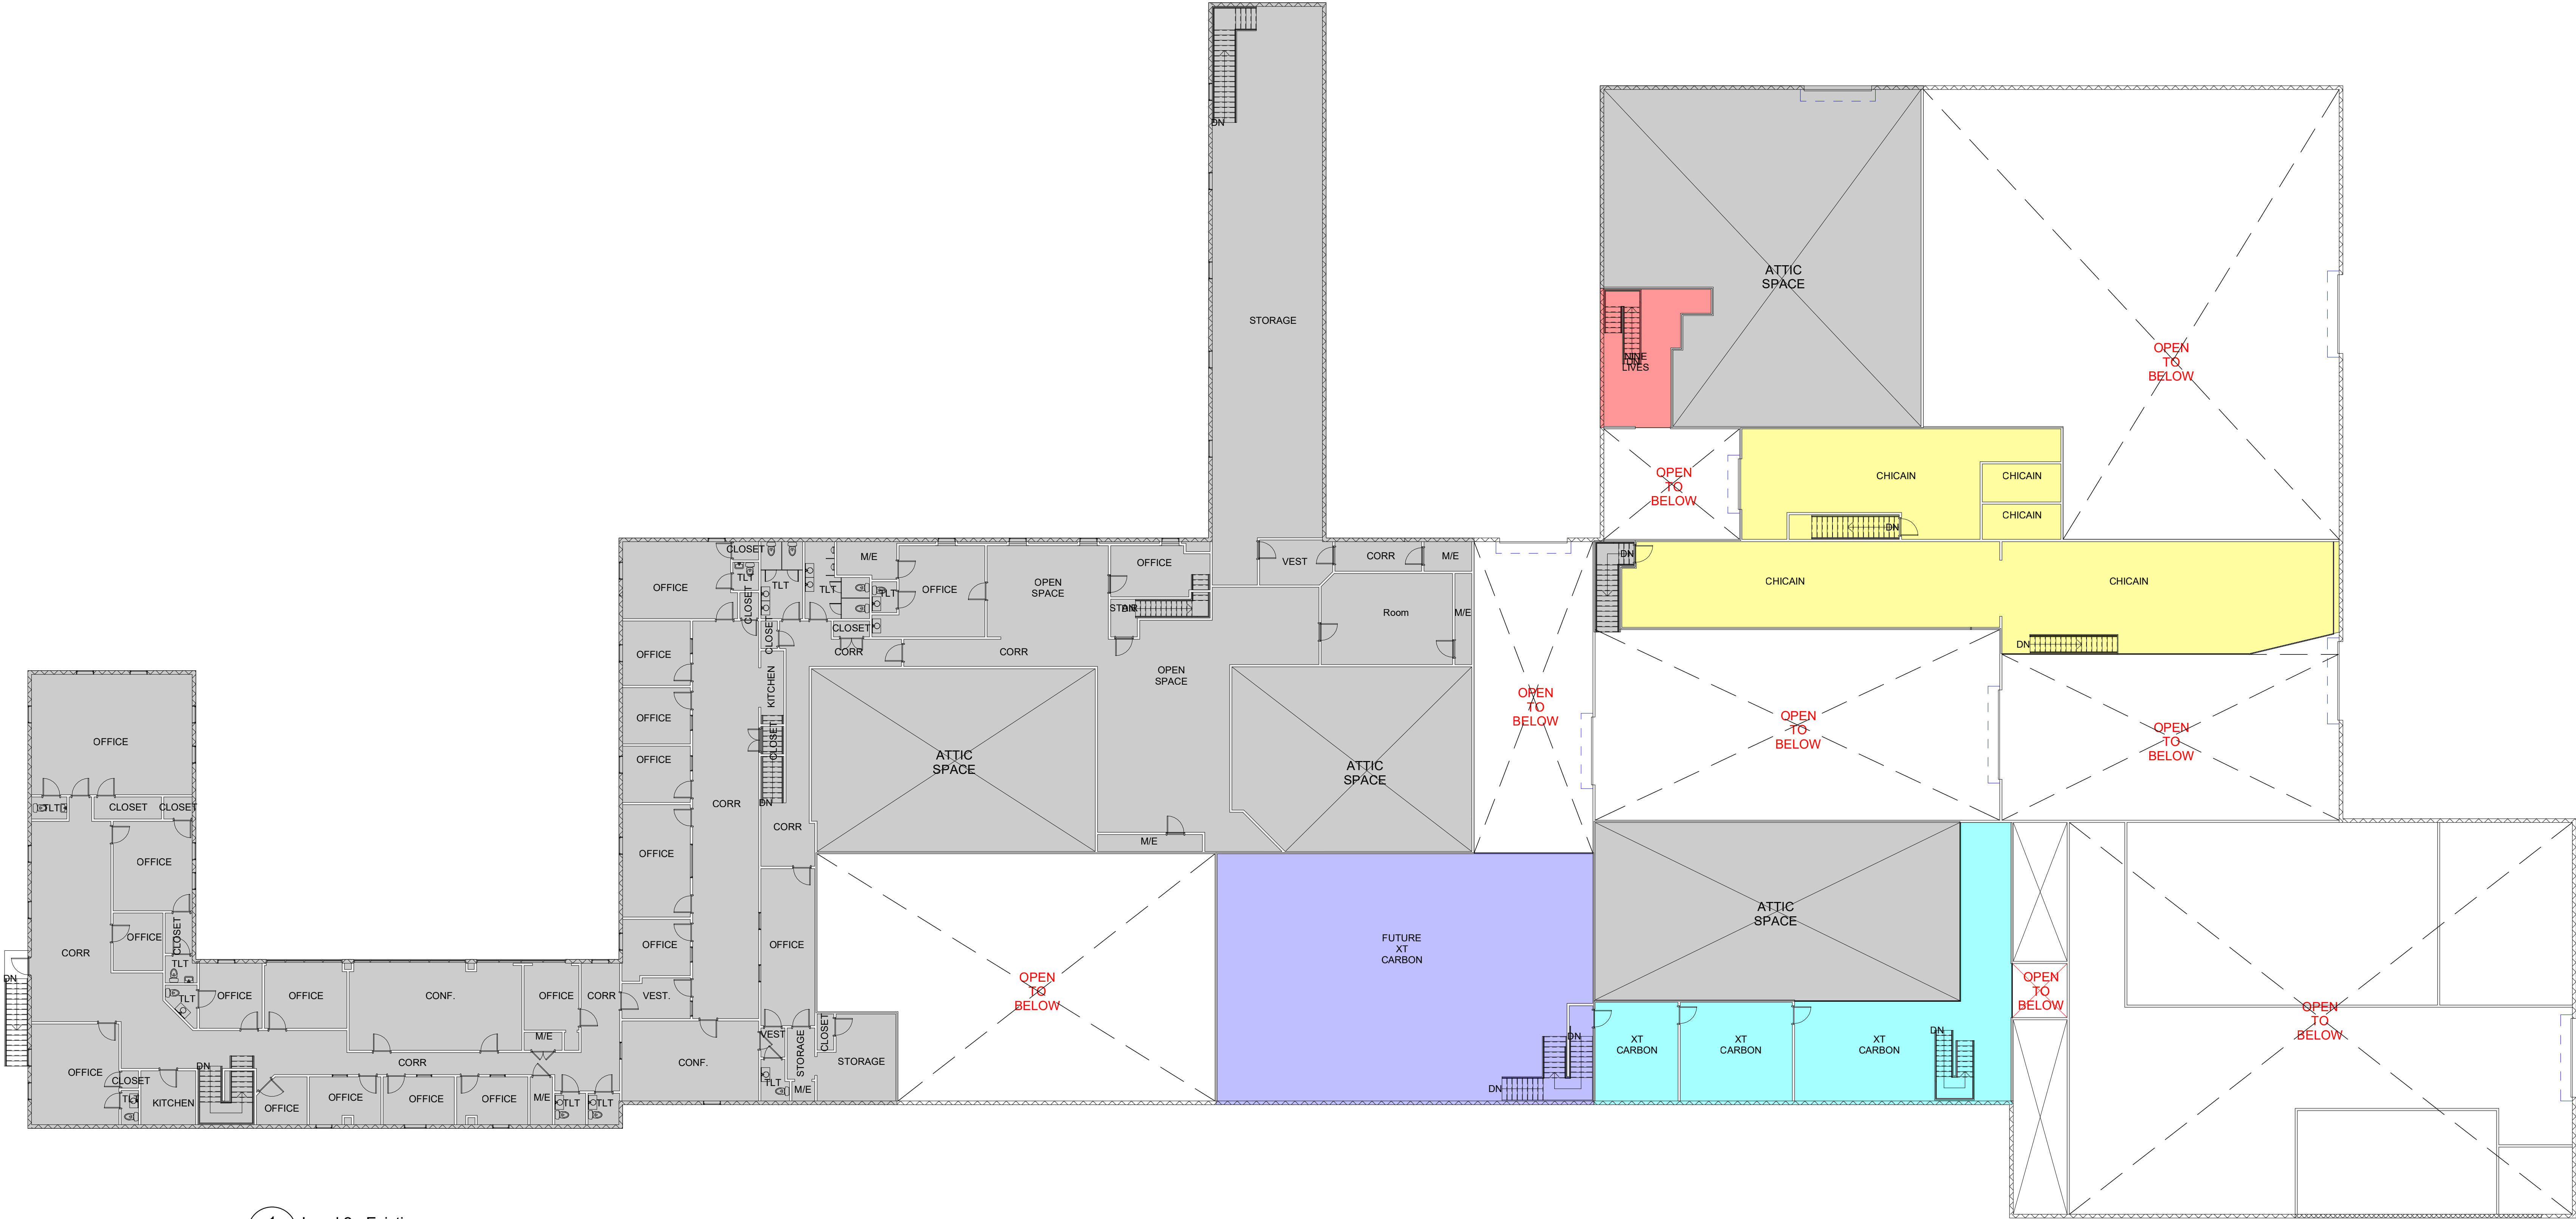 DN
STORAGE
ATTIC
SPACE
NINE
DN
LIVES
OPEN
TO
BELOW
OPEN
TO
BELOW
CHICAIN
CHICAIN
CHICAIN
DN
DN
CHICAIN
CHICAIN
DN
CLOSET
M/E
OFFICE
TLT
TLT
TLT
TLT
CLOSET
CLOSET
CLOSET
OFFICE
OPEN
SPACE
OFFICE
DN
VEST
CORR
M/E
Room
M/E
CORR
CORR
OPEN
SPACE
OFFICE
OFFICE
OFFICE
KITCHEN
CLOSET
DN
CORR
CORR
ATTIC
SPACE
ATTIC
SPACE
M/E
OPEN
TO
BELOW
OPEN
TO
BELOW
OPEN
TO
BELOW
OFFICE
TLT
CLOSET
CLOSET
OFFICE
OFFICE
CLOSET
CORR
TLT
TLT
DN
OFFICE
OFFICE
CONF.
OFFICE
CORR
M/E
OFFICE
OFFICE
VEST.
OFFICE
CONF.
VEST
STORAGE
CLOSET
STORAGE
TLT
M/E
OPEN
TO
BELOW
FUTURE
XT
CARBON
DN
DN
ATTIC
SPACE
XT
CARBON
XT
CARBON
XT
CARBON
DN
OPEN
TO
BELOW
OPEN
TO
BELOW
OFFICE
CLOSET
TLT
KITCHEN
DN
CORR
OFFICE
OFFICE
OFFICE
OFFICE
M/E
TLT
TLT